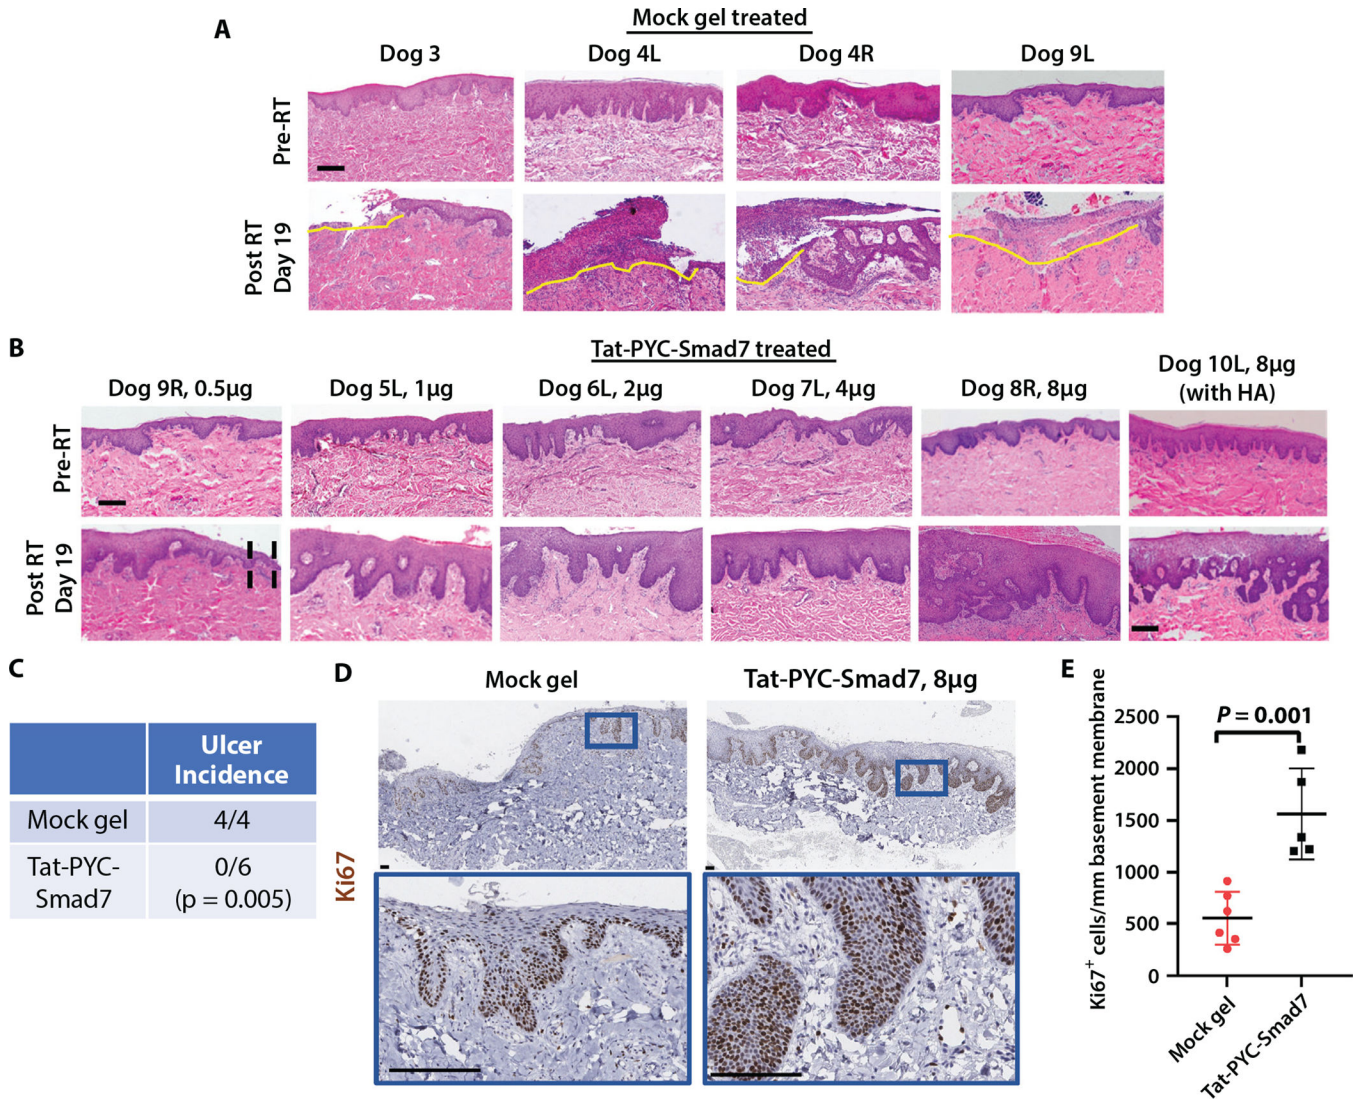 A
Mock gel treated
Dog 3
Dog 4L
Dog 4R
Dog 9L
Pre-RT
Post RT
Day 19
B
Tat-PYC-Smad7 treated
Dog 9R, 0.5µg
Dog 5L, 1µg
Dog 6L, 2µg
Dog 7L, 4µg
Dog 8R, 8µg
Dog 10L, 8µg
(with HA)
Pre-RT
Post RT
Day 19
C
Ulcer
Incidence
Mock gel
4/4
Tat-PYC-
Smad7
0/6
(p = 0.005)
D
Mock gel
Tat-PYC-Smad7, 8µg
Ki67
E
Ki67+ cells/mm basement membrane
2500
2000
1500
1000
500
0
P = 0.001
Mock gel
Tat-PYC-Smad7